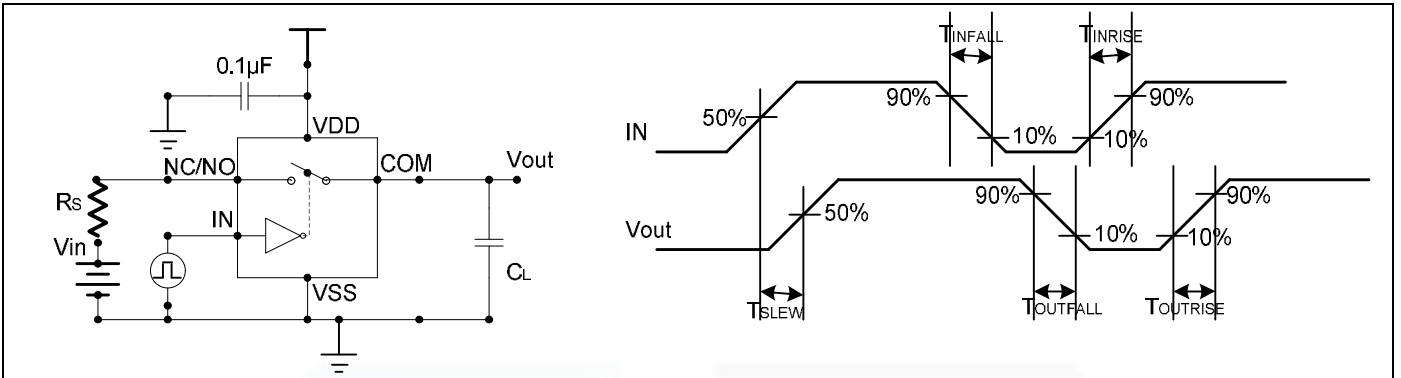 0.1µF
VDD
NC/NO
COM
Vout
RS
IN
Vin
CL
VSS
TINFALL
TINRISE
IN
50%
90%
10%
10%
90%
Vout
50%
90%
10%
10%
90%
TSLEW
TOUTFALL
TOUTRISE